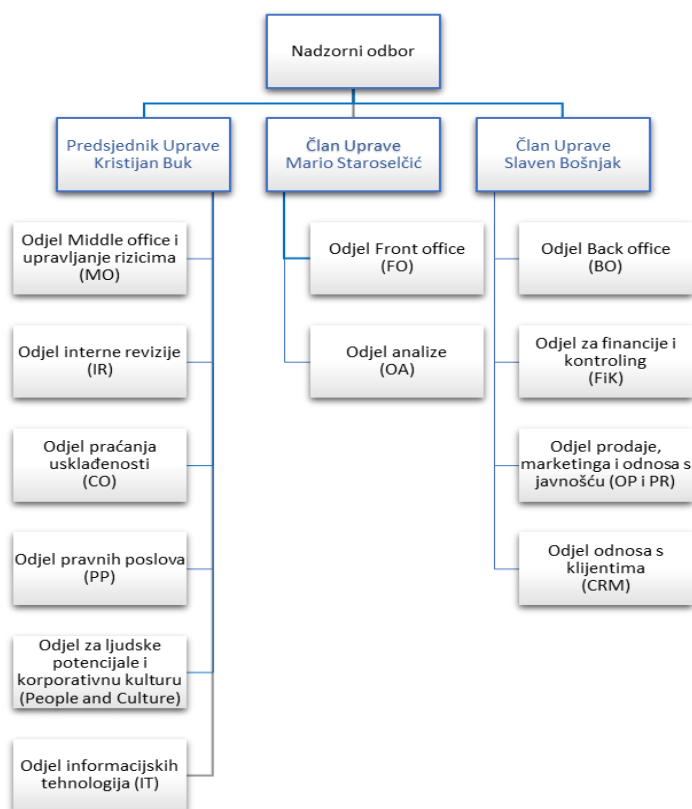 Nadzorni odbor
Predsjednik Uprave
Kristijan Buk
Član Uprave
Mario Staroselčić
Član Uprave
Slaven Bošnjak
Odjel Middle office i
upravljanje rizicima
(MO)
Odjel interne revizije
(IR)
Odjel praćanja
usklađenosti
(CO)
Odjel pravnih poslova
(PP)
Odjel za ljudske
potencijale i
korporativnu kulturu
(People and Culture)
Odjel informacijskih
tehnologija (IT)
Odjel Front office
(FO)
Odjel analize
(OA)
Odjel Back office
(BO)
Odjel za financije i
kontroling
(FiK)
Odjel prodaje,
marketinga i odnosa s
javnošću (OP i PR)
Odjel odnosa s
klijentima
(CRM)